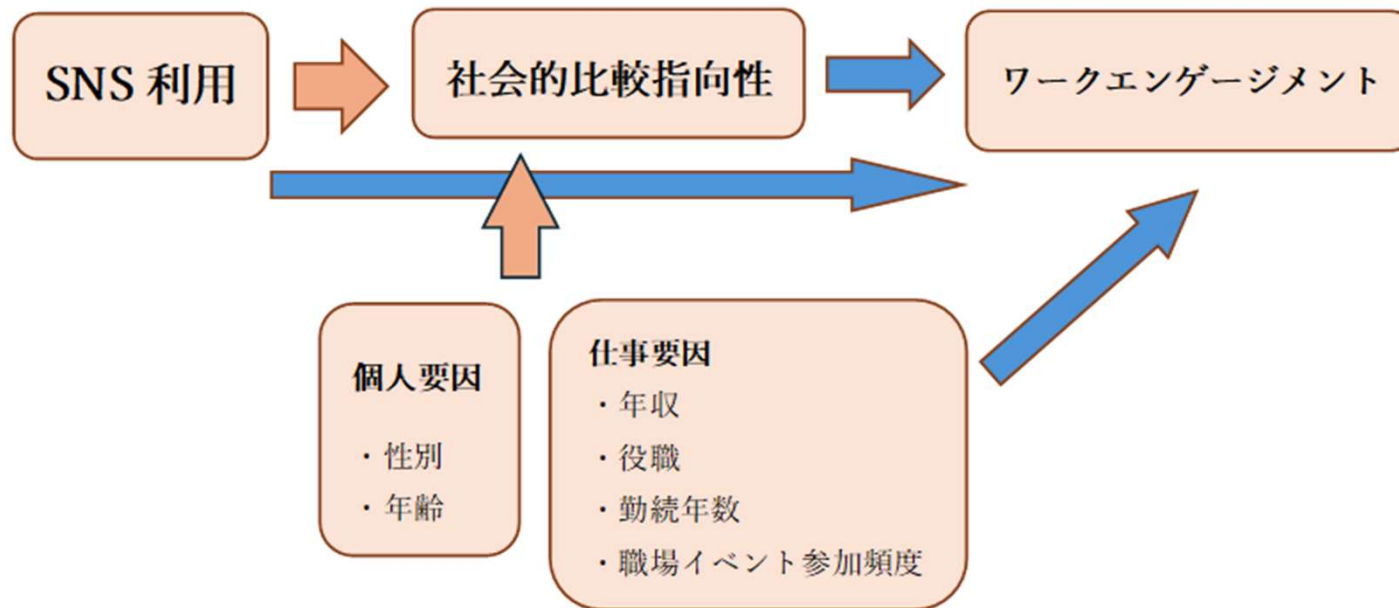 SNS 利用
社会的比較指向性
ワークエンゲージメント
個人要因
・性別
・年齢
仕事要因
・年収
・役職
・勤続年数
・職場イベント参加頻度